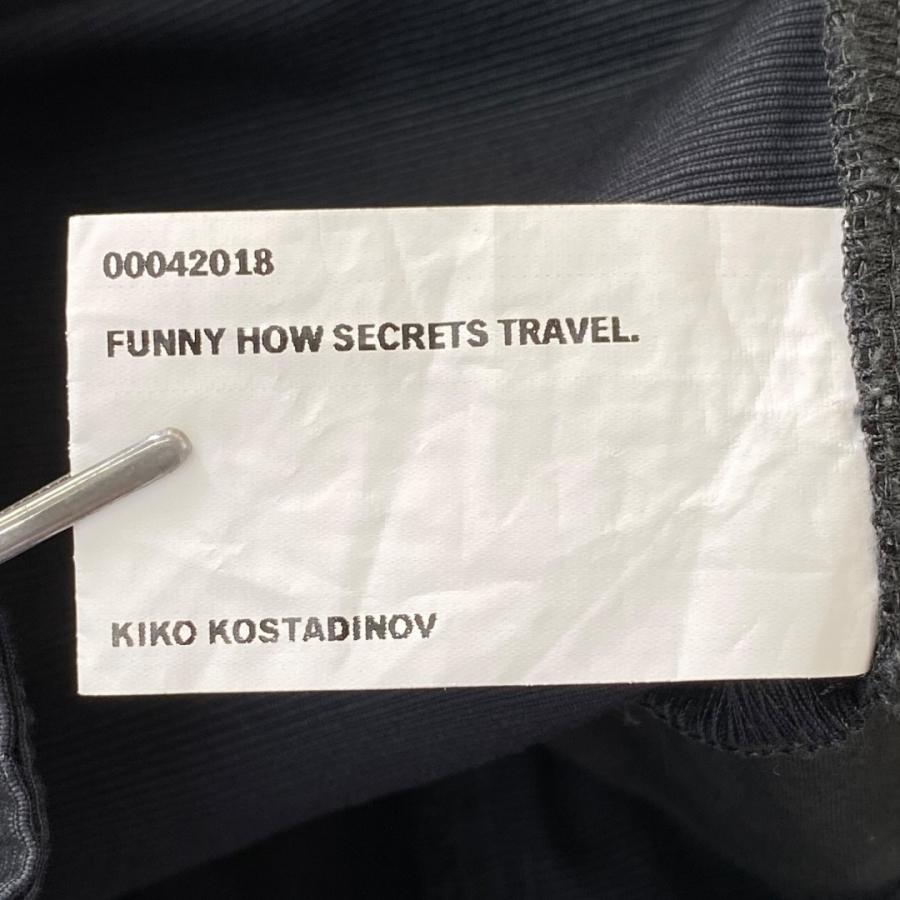 00042018
FUNNY HOW SECRETS TRAVEL.
KIKO KOSTADINOV